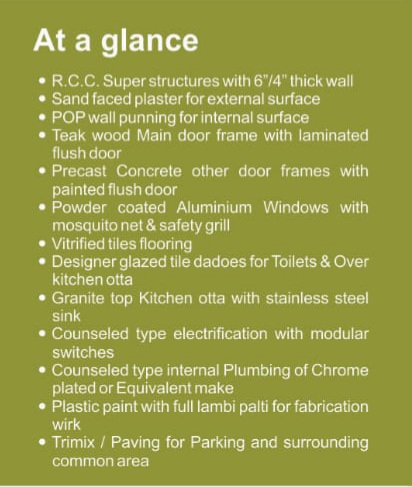 At a glance
• R.C.C. Super structures with 6”/4” thick wall
• Sand faced plaster for external surface
• POP wall punning for internal surface
• Teak wood Main door frame with laminated
flush door
• Precast Concrete other door frames with
painted flush door
• Powder coated Aluminium Windows with
mosquito net & safety grill
• Vitrified tiles flooring
• Designer glazed tile dadoes for Toilets & Over
kitchen otta
• Granite top Kitchen otta with stainless steel
sink
• Counseled type electrification with modular
switches
• Counseled type internal Plumbing of Chrome
plated or Equivalent make
• Plastic paint with full lambi palti for fabrication
wirk
• Trimix / Paving for Parking and surrounding
common area